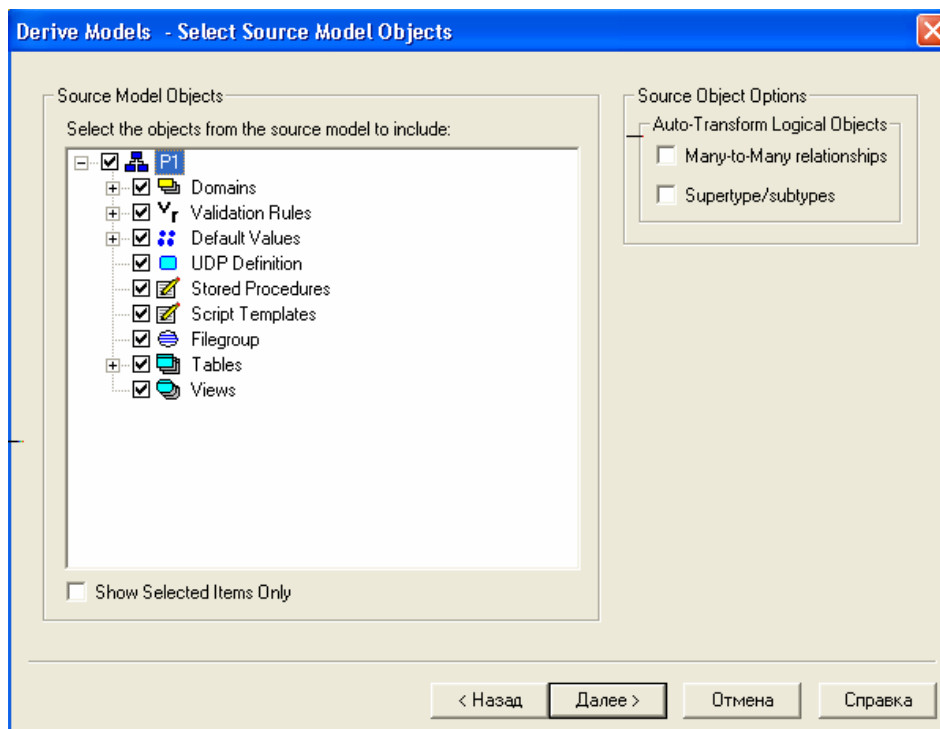 Derive Models - Select Source Model Objects
Source Model Objects
Select the objects from the source model to include:
P1
Domains
Validation Rules
Default Values
UDP Definition
Stored Procedures
Script Templates
Filegroup
Tables
Views
Show Selected Items Only
Source Object Options
Auto-Transform Logical Objects
Many-to-Many relationships
Supertype/subtypes
< Назад
Далее >
Отмена
Справка